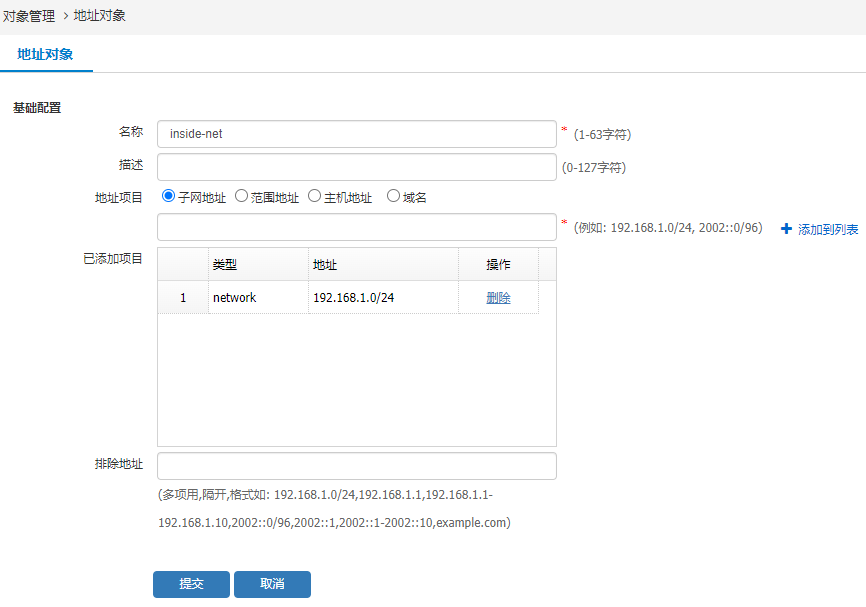 对象管理 > 地址对象
地址对象
基础配置
名称 inside-net * (1-63字符)
描述 (0-127字符)
地址项目 子网地址 范围地址 主机地址 域名
* (例如: 192.168.1.0/24, 2002::0/96) + 添加到列表
已添加项目 类型 地址 操作
1 network 192.168.1.0/24 删除
排除地址
(多项用,隔开,格式如: 192.168.1.0/24,192.168.1.1,192.168.1.1-
192.168.1.10,2002::0/96,2002::1,2002::1-2002::10,example.com)
提交 取消